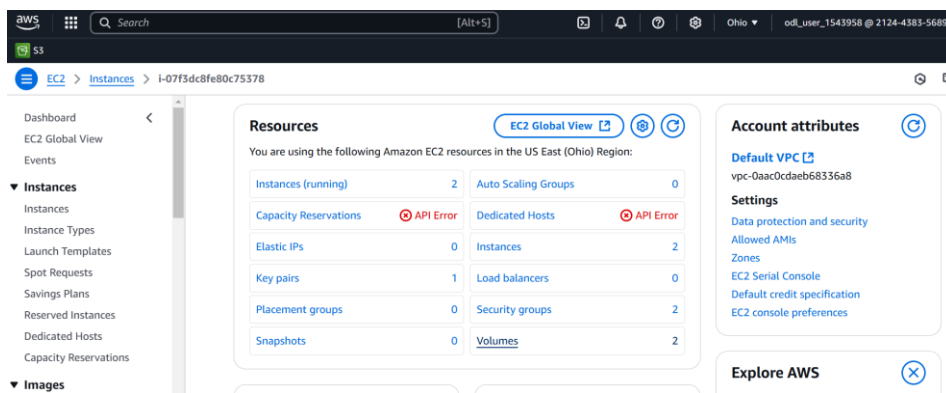 aws
Search
[Alt+S]
Ohio
odl_user_1543958 @ 2124-4383-5689
S3
EC2 > Instances > i-07f3dc8fe80c75378
Dashboard
EC2 Global View
Events
Instances
Instances
Instance Types
Launch Templates
Spot Requests
Savings Plans
Reserved Instances
Dedicated Hosts
Capacity Reservations
Images
Resources
EC2 Global View
You are using the following Amazon EC2 resources in the US East (Ohio) Region:
Instances (running) 2 Auto Scaling Groups 0
Capacity Reservations API Error Dedicated Hosts API Error
Elastic IPs 0 Instances 2
Key pairs 1 Load balancers 0
Placement groups 0 Security groups 2
Snapshots 0 Volumes 2
Account attributes
Default VPC
vpc-0aac0cdaeb68336a8
Settings
Data protection and security
Allowed AMIs
Zones
EC2 Serial Console
Default credit specification
EC2 console preferences
Explore AWS